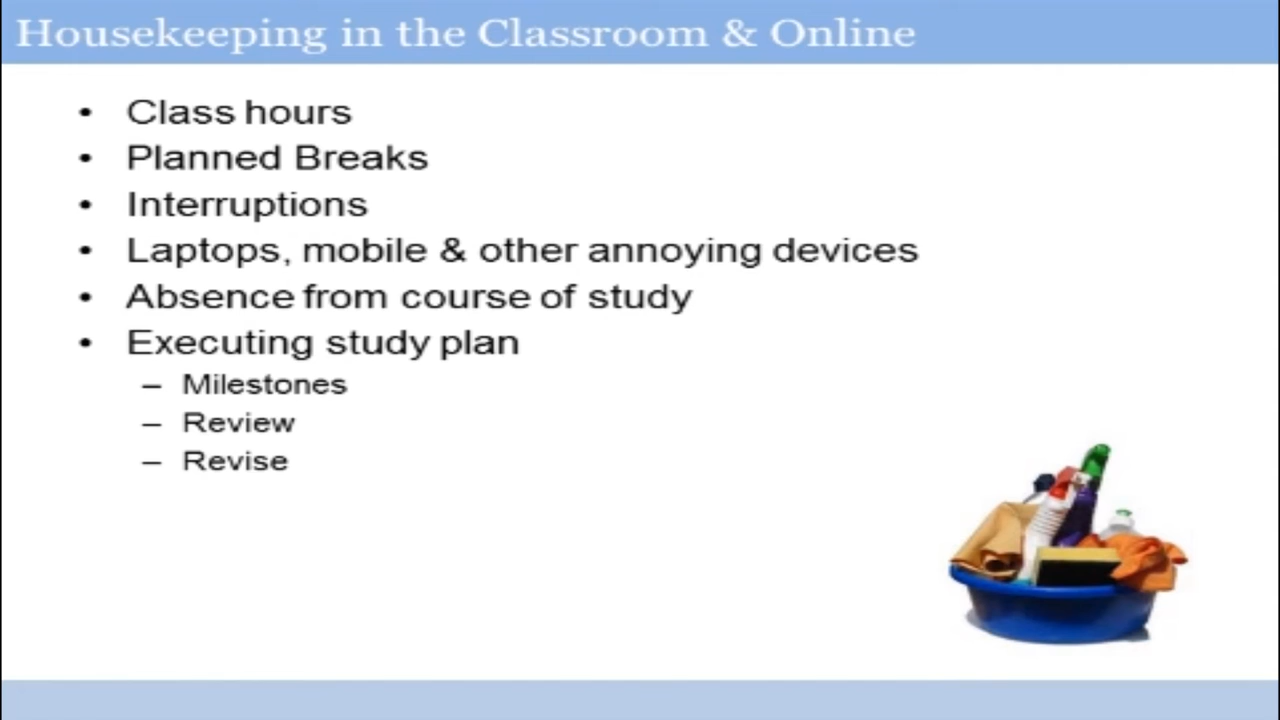 Housekeeping in the Classroom & Online
• Class hours
• Planned Breaks
• Interruptions
• Laptops, mobile & other annoying devices
• Absence from course of study
• Executing study plan
– Milestones
– Review
– Revise